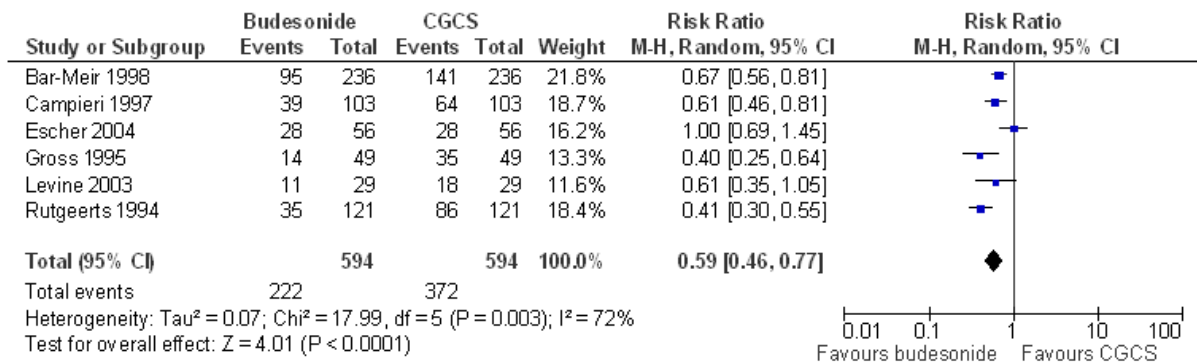 Budesonide CGCS Risk Ratio Risk Ratio
Study or Subgroup Events Total Events Total Weight M-H, Random, 95% CI M-H, Random, 95% CI
Bar-Meir 1998 95 236 141 236 21.8% 0.67 [0.56, 0.81]
Campieri 1997 39 103 64 103 18.7% 0.61 [0.46, 0.81]
Escher 2004 28 56 28 56 16.2% 1.00 [0.69, 1.45]
Gross 1995 14 49 35 49 13.3% 0.40 [0.25, 0.64]
Levine 2003 11 29 18 29 11.6% 0.61 [0.35, 1.05]
Rutgeerts 1994 35 121 86 121 18.4% 0.41 [0.30, 0.55]
Total (95% CI) 594 594 100.0% 0.59 [0.46, 0.77]
Total events 222 372
Heterogeneity: Tau² = 0.07; Chi² = 17.99, df = 5 (P = 0.003); I² = 72%
Test for overall effect: Z = 4.01 (P < 0.0001)
0.01 0.1 1 10 100
Favours budesonide Favours CGCS